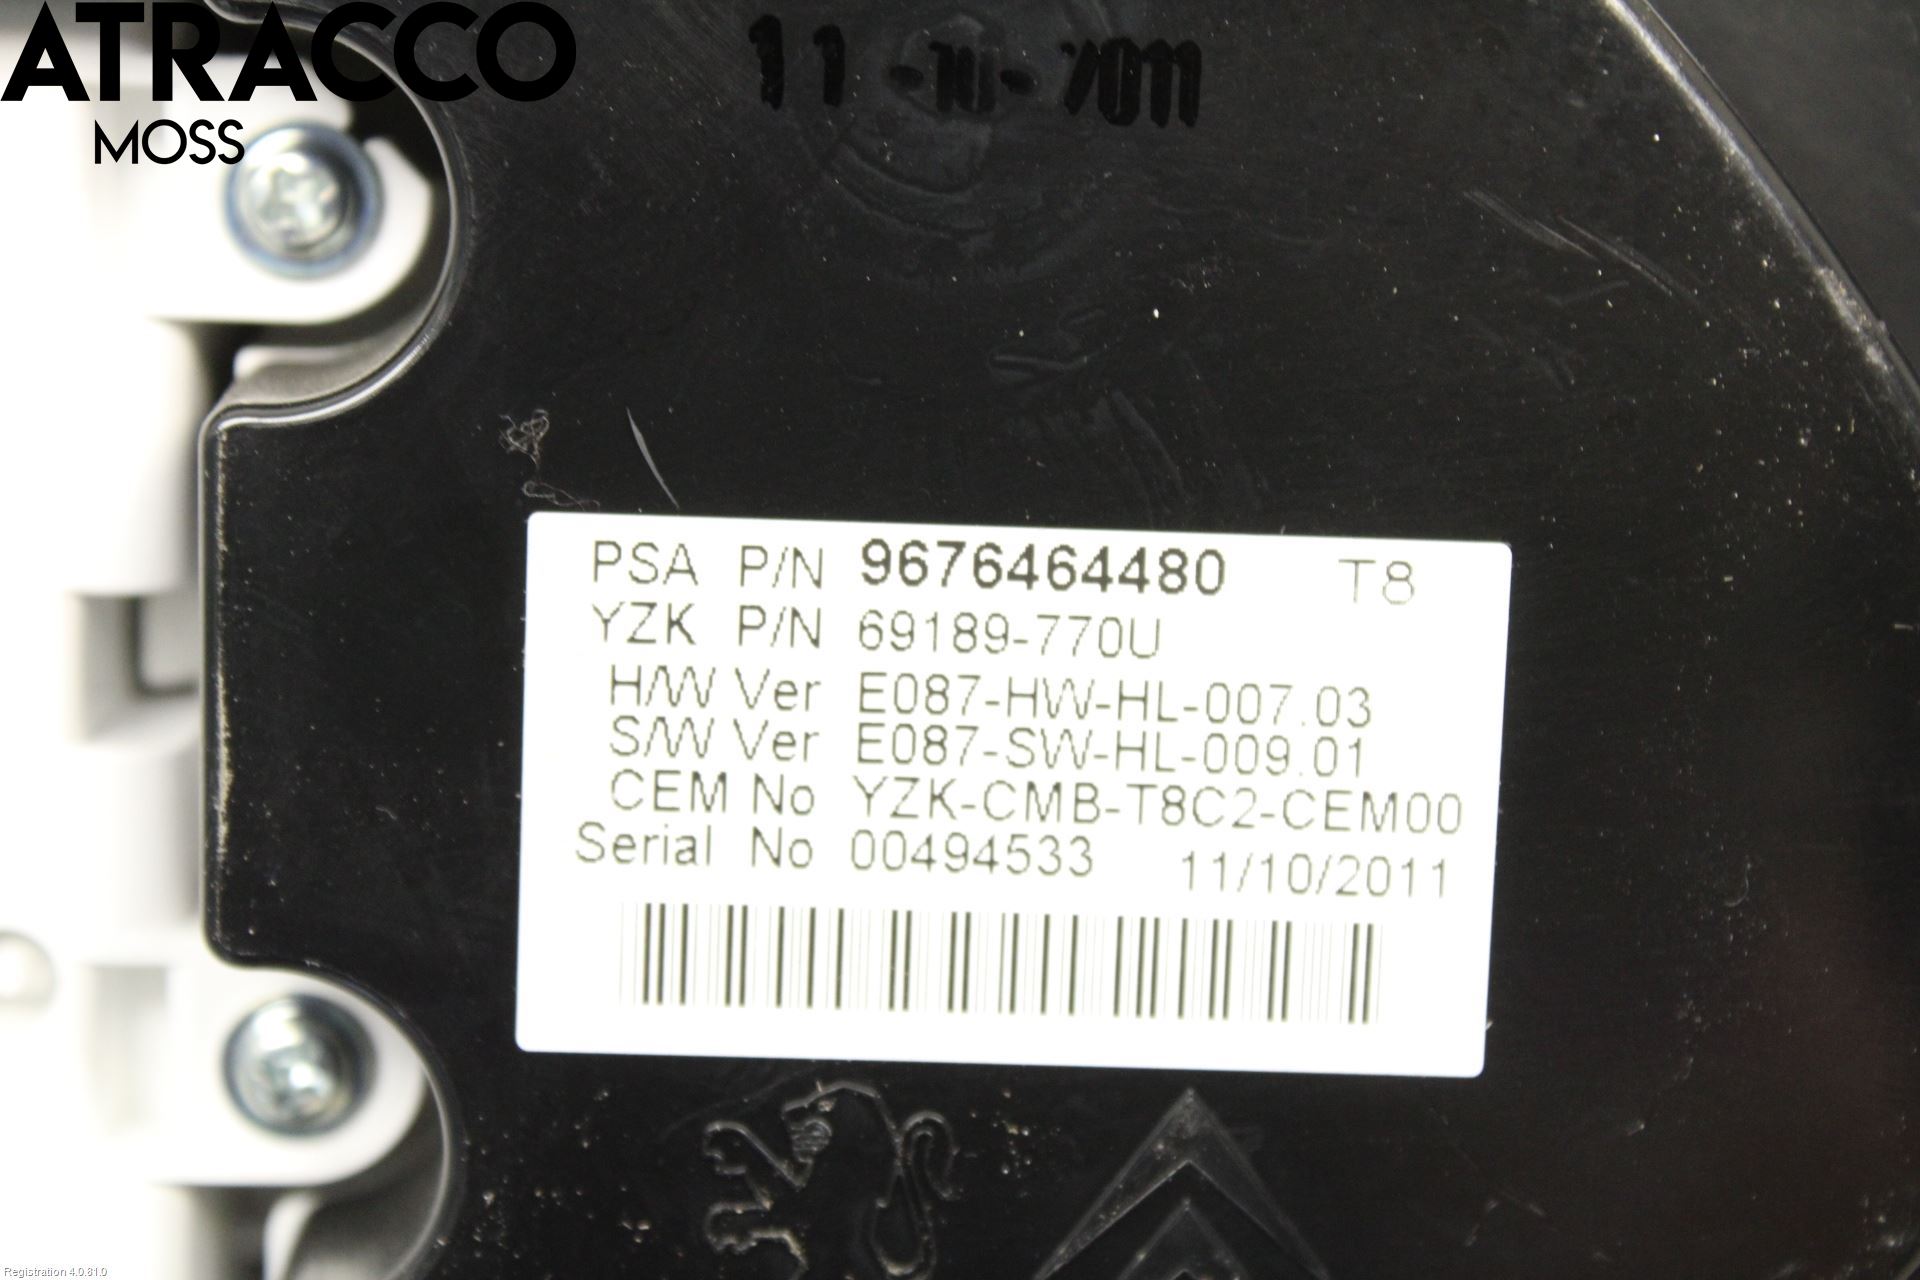 ATRACCO
MOSS
11-10-2011
PSA P/N 9676464480 T8
YZK P/N 69189-770U
H/W Ver E087-HW-HL-007.03
S/W Ver E087-SW-HL-009.01
CEM No YZK-CMB-T8C2-CEM00
Serial No 00494533 11/10/2011
Registration 4.0.81.0